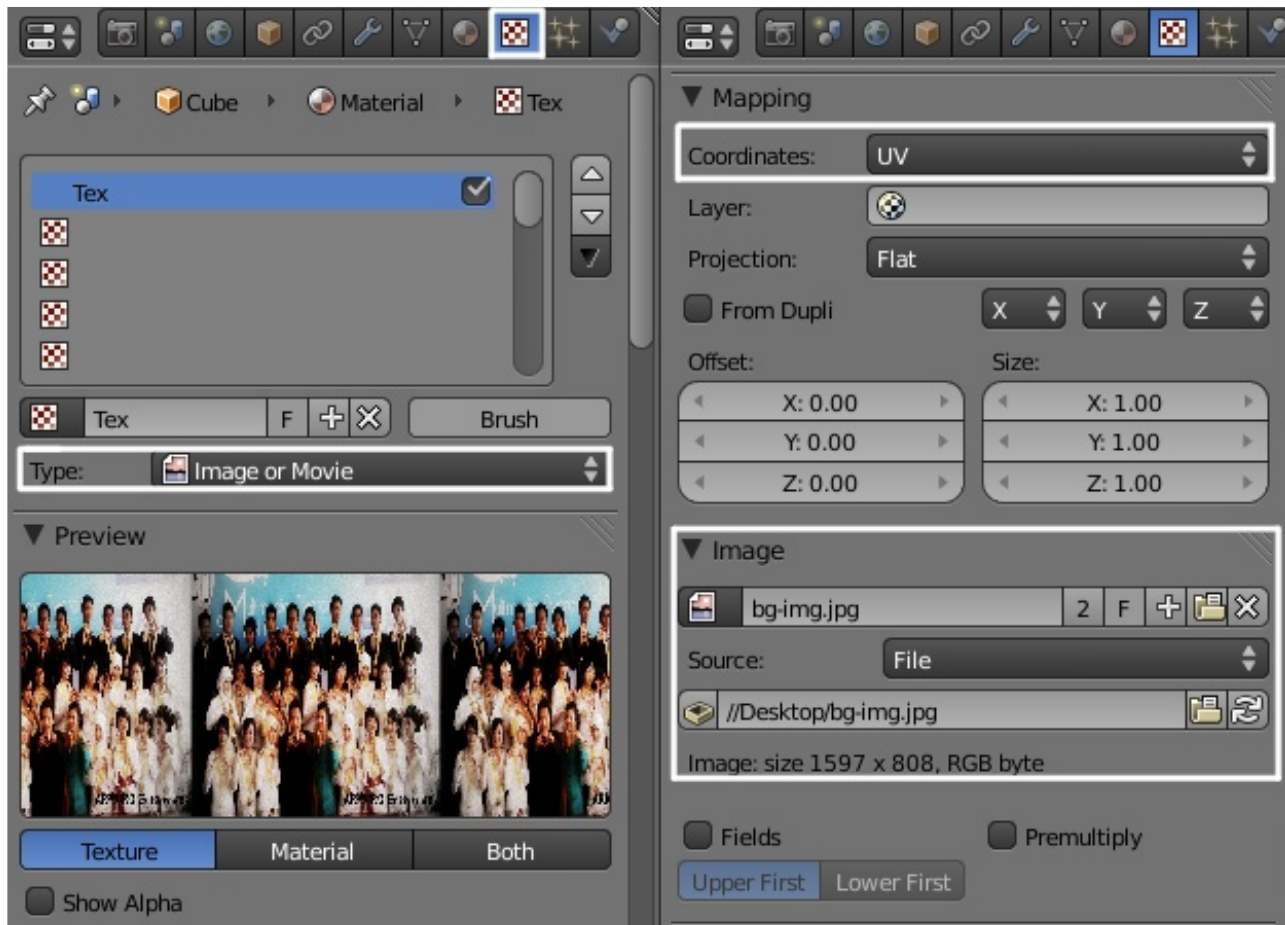 Cube Material Tex
Tex
Tex F Brush
Type: Image or Movie
Preview
Texture Material Both
Show Alpha
Mapping
Coordinates: UV
Layer:
Projection: Flat
From Dupli X Y Z
Offset: Size:
X: 0.00 X: 1.00
Y: 0.00 Y: 1.00
Z: 0.00 Z: 1.00
Image
bg-img.jpg 2 F
Source: File
//Desktop/bg-img.jpg
Image: size 1597 x 808, RGB byte
Fields Premultiply
Upper First Lower First